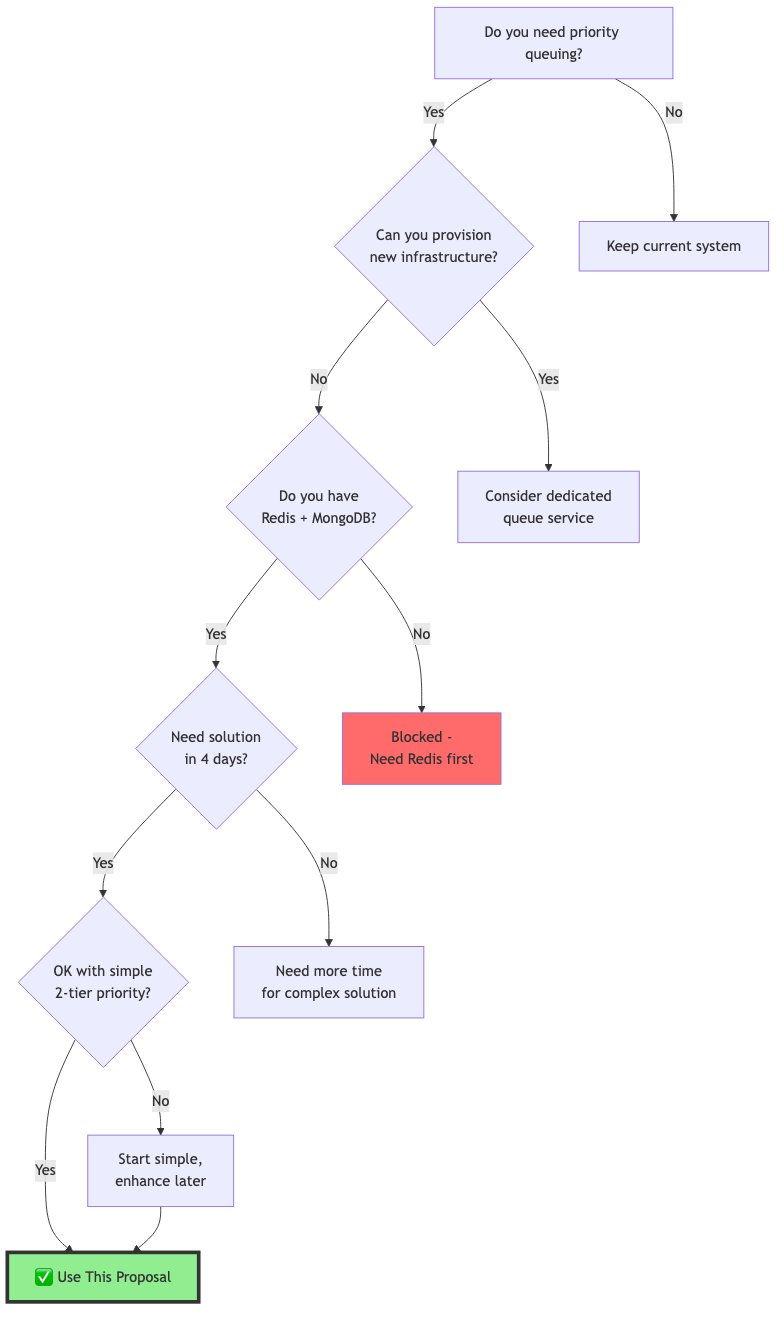 Do you need priority
queuing?
Yes
No
Can you provision
new infrastructure?
Keep current system
No
Yes
Do you have
Redis + MongoDB?
Consider dedicated
queue service
Yes
No
Need solution
in 4 days?
Blocked -
Need Redis first
Yes
No
OK with simple
2-tier priority?
Need more time
for complex solution
No
Start simple,
enhance later
Yes
✅ Use This Proposal